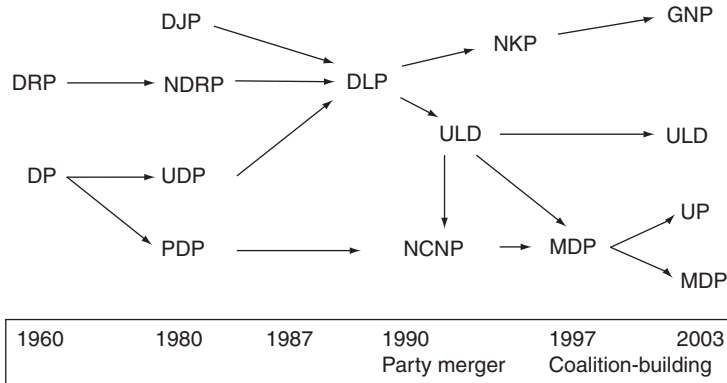 DJP
GNP
NKP
DRP
NDRP
DLP
ULD
ULD
DP
UDP
UP
PDP
NCNP
MDP
MDP
1960 1980 1987 1990 1997 2003
Party merger Coalition-building